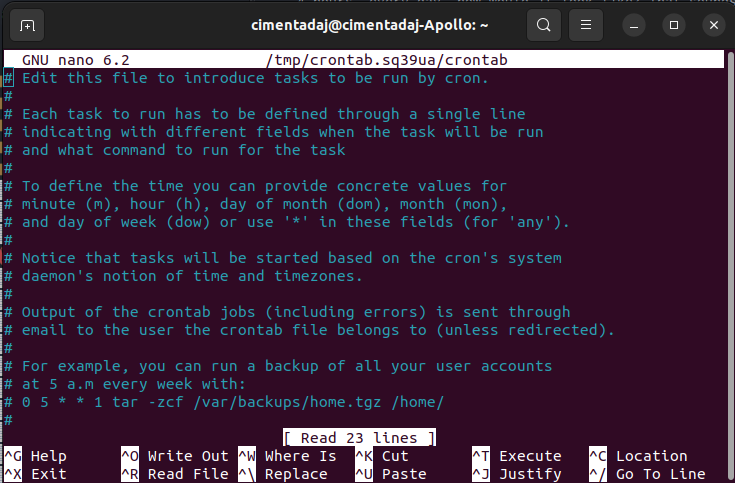 cimentadaj@cimentadaj-Apollo: ~
GNU nano 6.2 /tmp/crontab.sq39ua/crontab
# Edit this file to introduce tasks to be run by cron.
#
# Each task to run has to be defined through a single line
# indicating with different fields when the task will be run
# and what command to run for the task
#
# To define the time you can provide concrete values for
# minute (m), hour (h), day of month (dom), month (mon),
# and day of week (dow) or use '*' in these fields (for 'any').
#
# Notice that tasks will be started based on the cron's system
# daemon's notion of time and timezones.
#
# Output of the crontab jobs (including errors) is sent through
# email to the user the crontab file belongs to (unless redirected).
#
# For example, you can run a backup of all your user accounts
# at 5 a.m every week with:
# 0 5 * * 1 tar -zcf /var/backups/home.tgz /home/
#
[ Read 23 lines ]
^G Help ^O Write Out ^W Where Is ^K Cut ^T Execute ^C Location
^X Exit ^R Read File ^\ Replace ^U Paste ^J Justify ^/ Go To Line